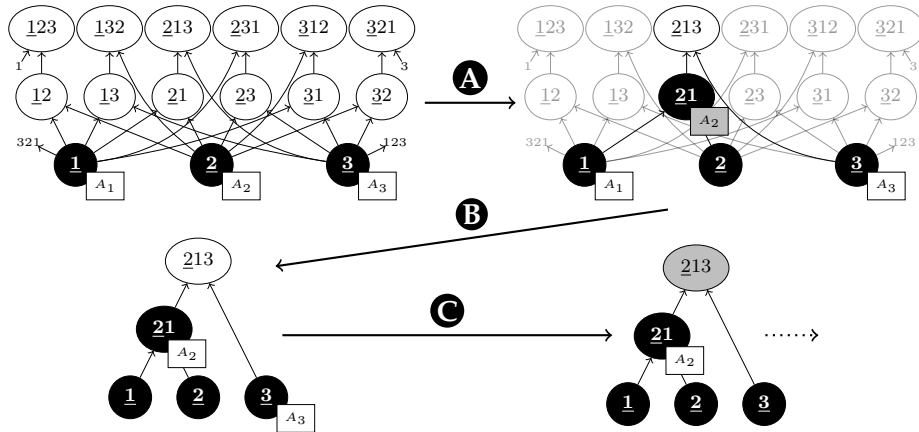 123 132 213 231 312 321 123 132 213 231 312 321
1 3 A 1 3
12 13 21 23 31 32 12 13 21 23 31 32
A₂
321 123 321 123
1 2 3 1 2 3
A₁ A₂ A₃ A₁ A₃
B
213 213
C
21 21
A₂ A₂
1 2 3 1 2 3
A₃